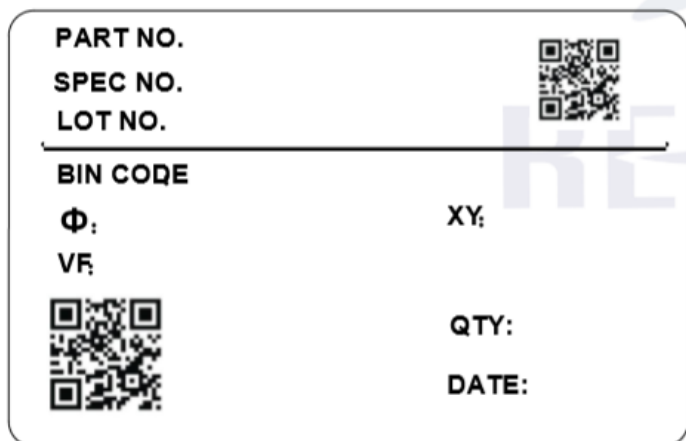 PART NO.
SPEC NO.
LOT NO.
BIN CODE
Φ:
XY:
VF:
QTY:
DATE: